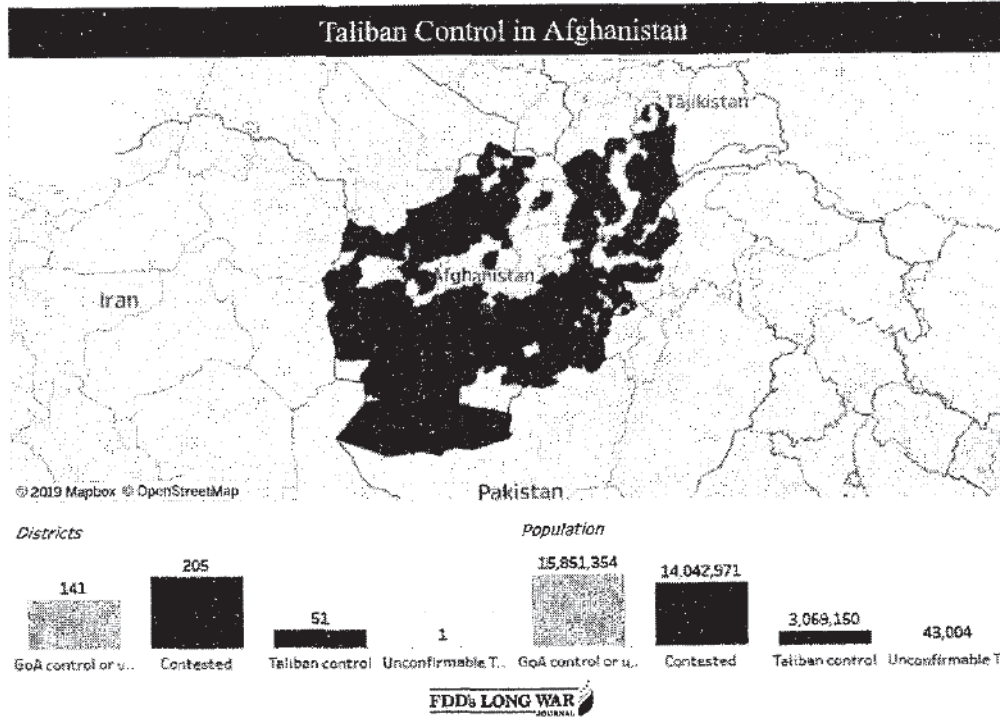 Taliban Control in Afghanistan
Tajikistan
Afghanistan
Iran
Pakistan
© 2019 Mapbox © OpenStreetMap
Districts
141
205
51
1
GoA control or u..
Contested
Taliban control
Unconfirmable T..
Population
15,851,354
14,042,971
3,069,160
43,004
GoA control or u..
Contested
Taliban control
Unconfirmable T
FDD's LONG WAR
JOURNAL